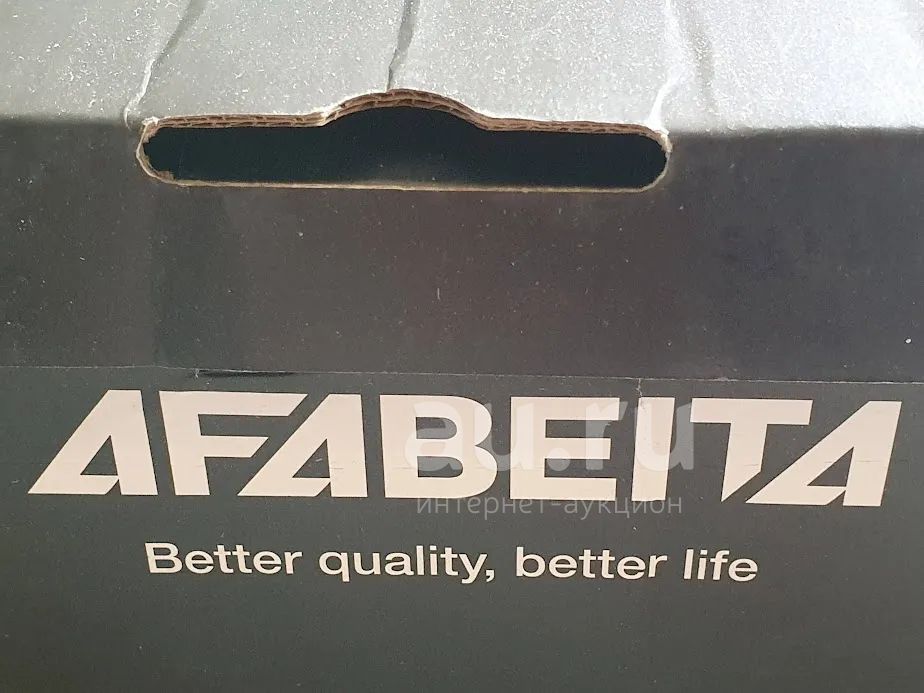 AFABEITA
au.ru
интернет-аукцион
Better quality, better life